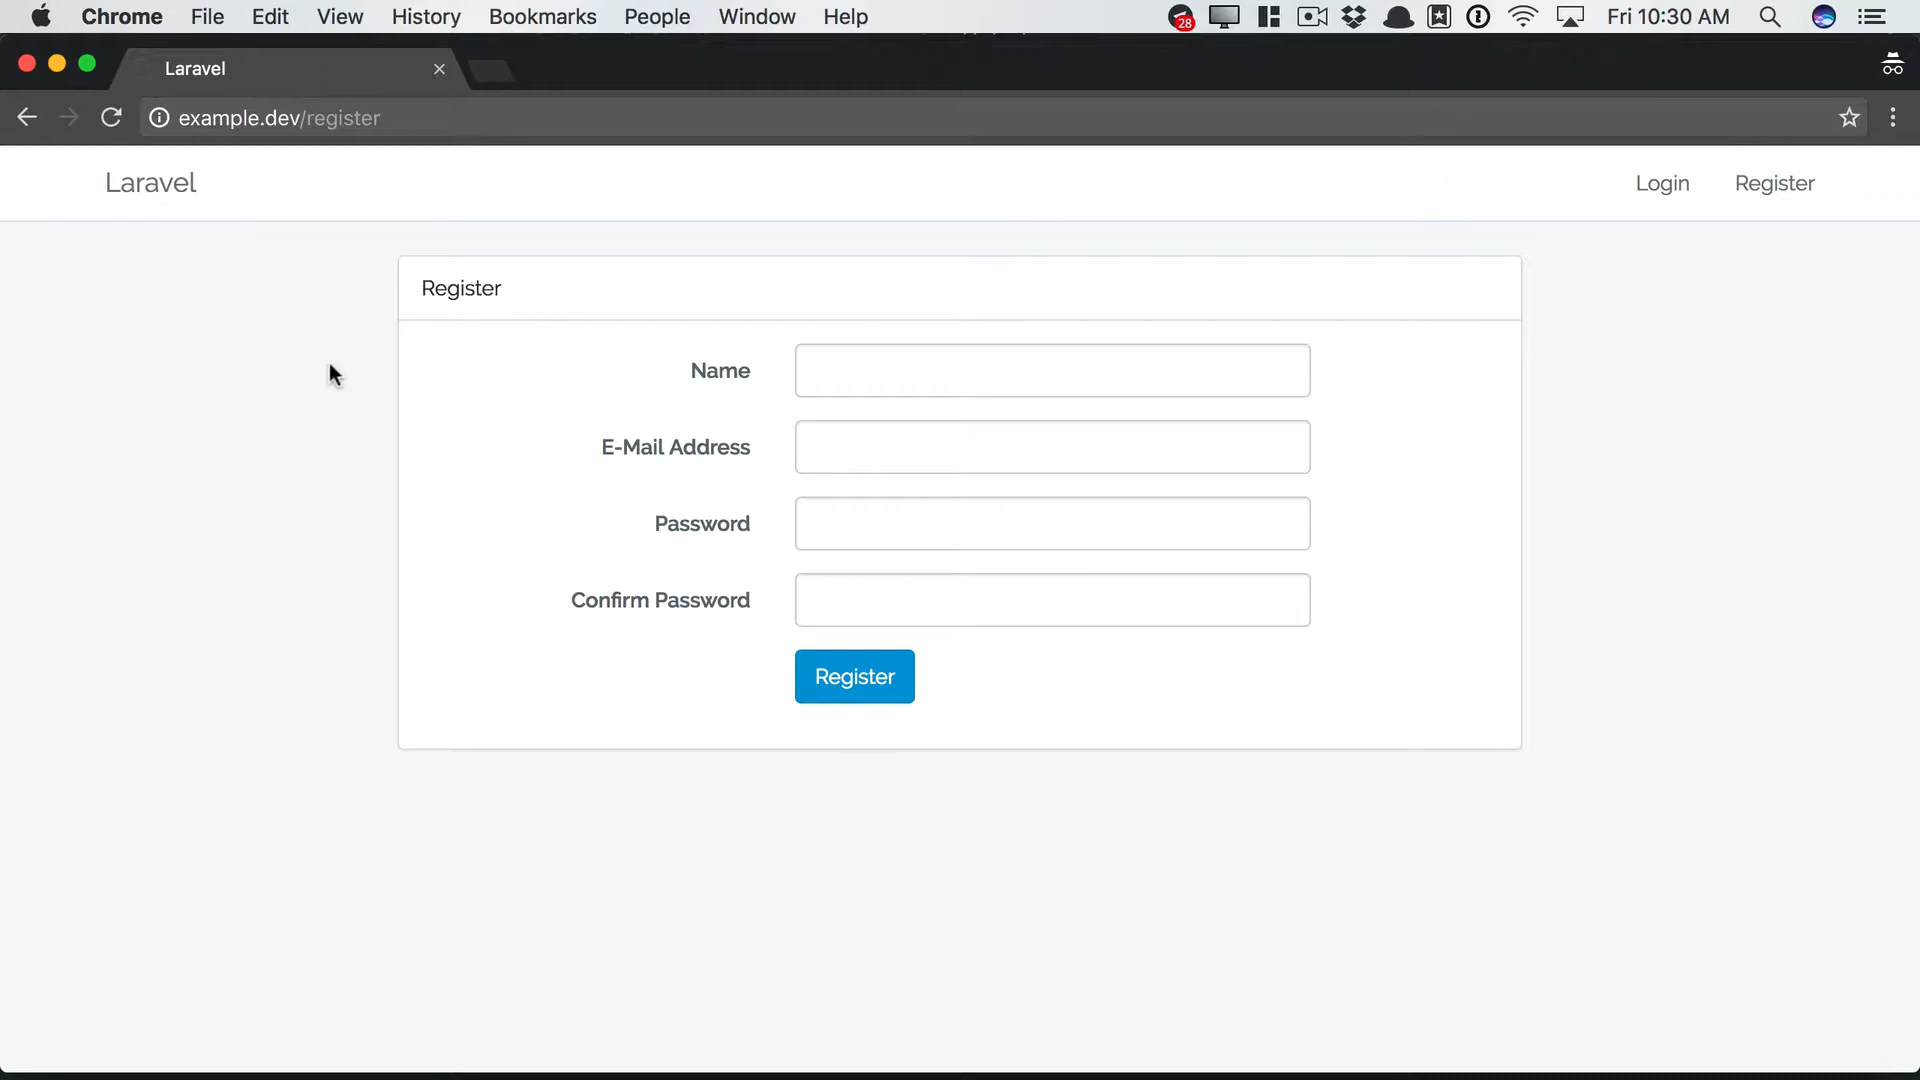 Chrome File Edit View History Bookmarks People Window Help 28 Fri 10:30 AM
Laravel
example.dev/register
Laravel Login Register
Register
Name
E-Mail Address
Password
Confirm Password
Register